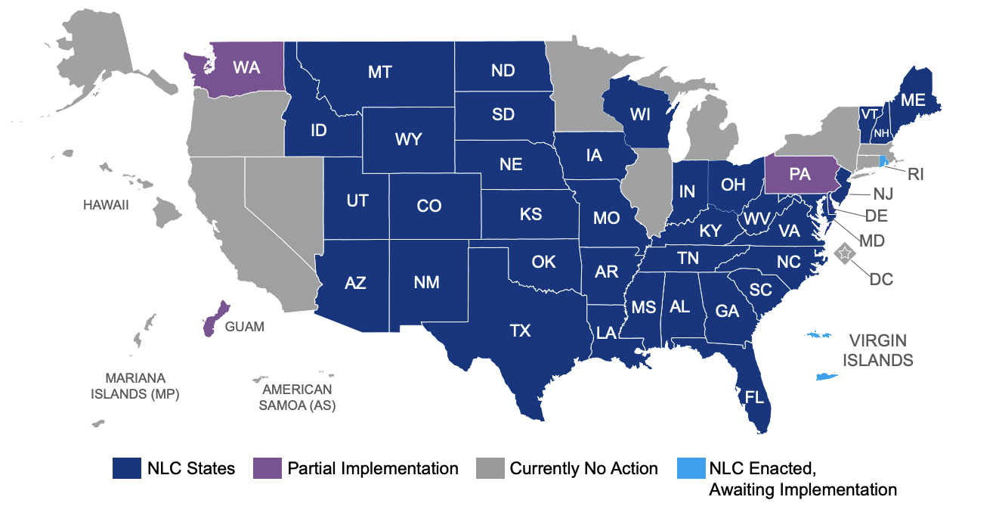 WA
MT
ND
ME
VT
NH
SD
WI
ID
WY
IA
NE
RI
PA
OH
IN
NJ
UT
CO
KS
MO
WV
VA
KY
DE
MD
HAWAII
TN
NC
OK
AR
DC
AZ
NM
SC
MS
AL
GA
TX
LA
GUAM
VIRGIN
ISLANDS
MARIANA
ISLANDS (MP)
AMERICAN
SAMOA (AS)
FL
NLC States
Partial Implementation
Currently No Action
NLC Enacted,
Awaiting Implementation